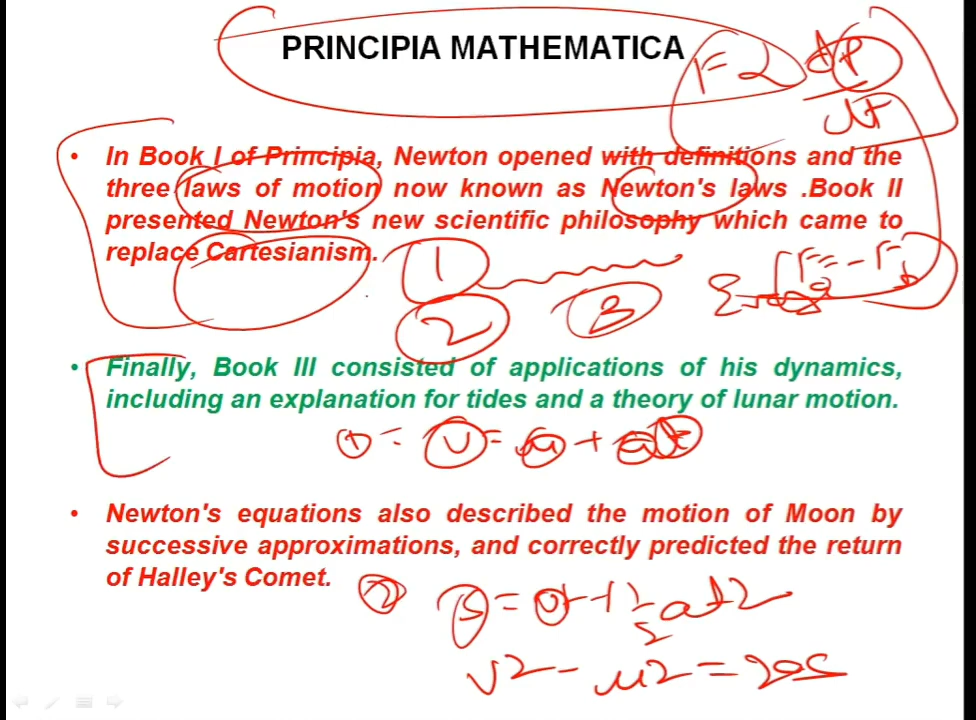 PRINCIPIA MATHEMATICA
F = 2 dP
dt
• In Book I of Principia, Newton opened with definitions and the
three laws of motion now known as Newton's laws .Book II
presented Newton's new scientific philosophy which came to
replace Cartesianism.
1
2 3
• Finally, Book III consisted of applications of his dynamics,
including an explanation for tides and a theory of lunar motion.
v = u + at
• Newton's equations also described the motion of Moon by
successive approximations, and correctly predicted the return
of Halley's Comet.
2 S = ut + 1/2 at2
v2 - u2 = 2as